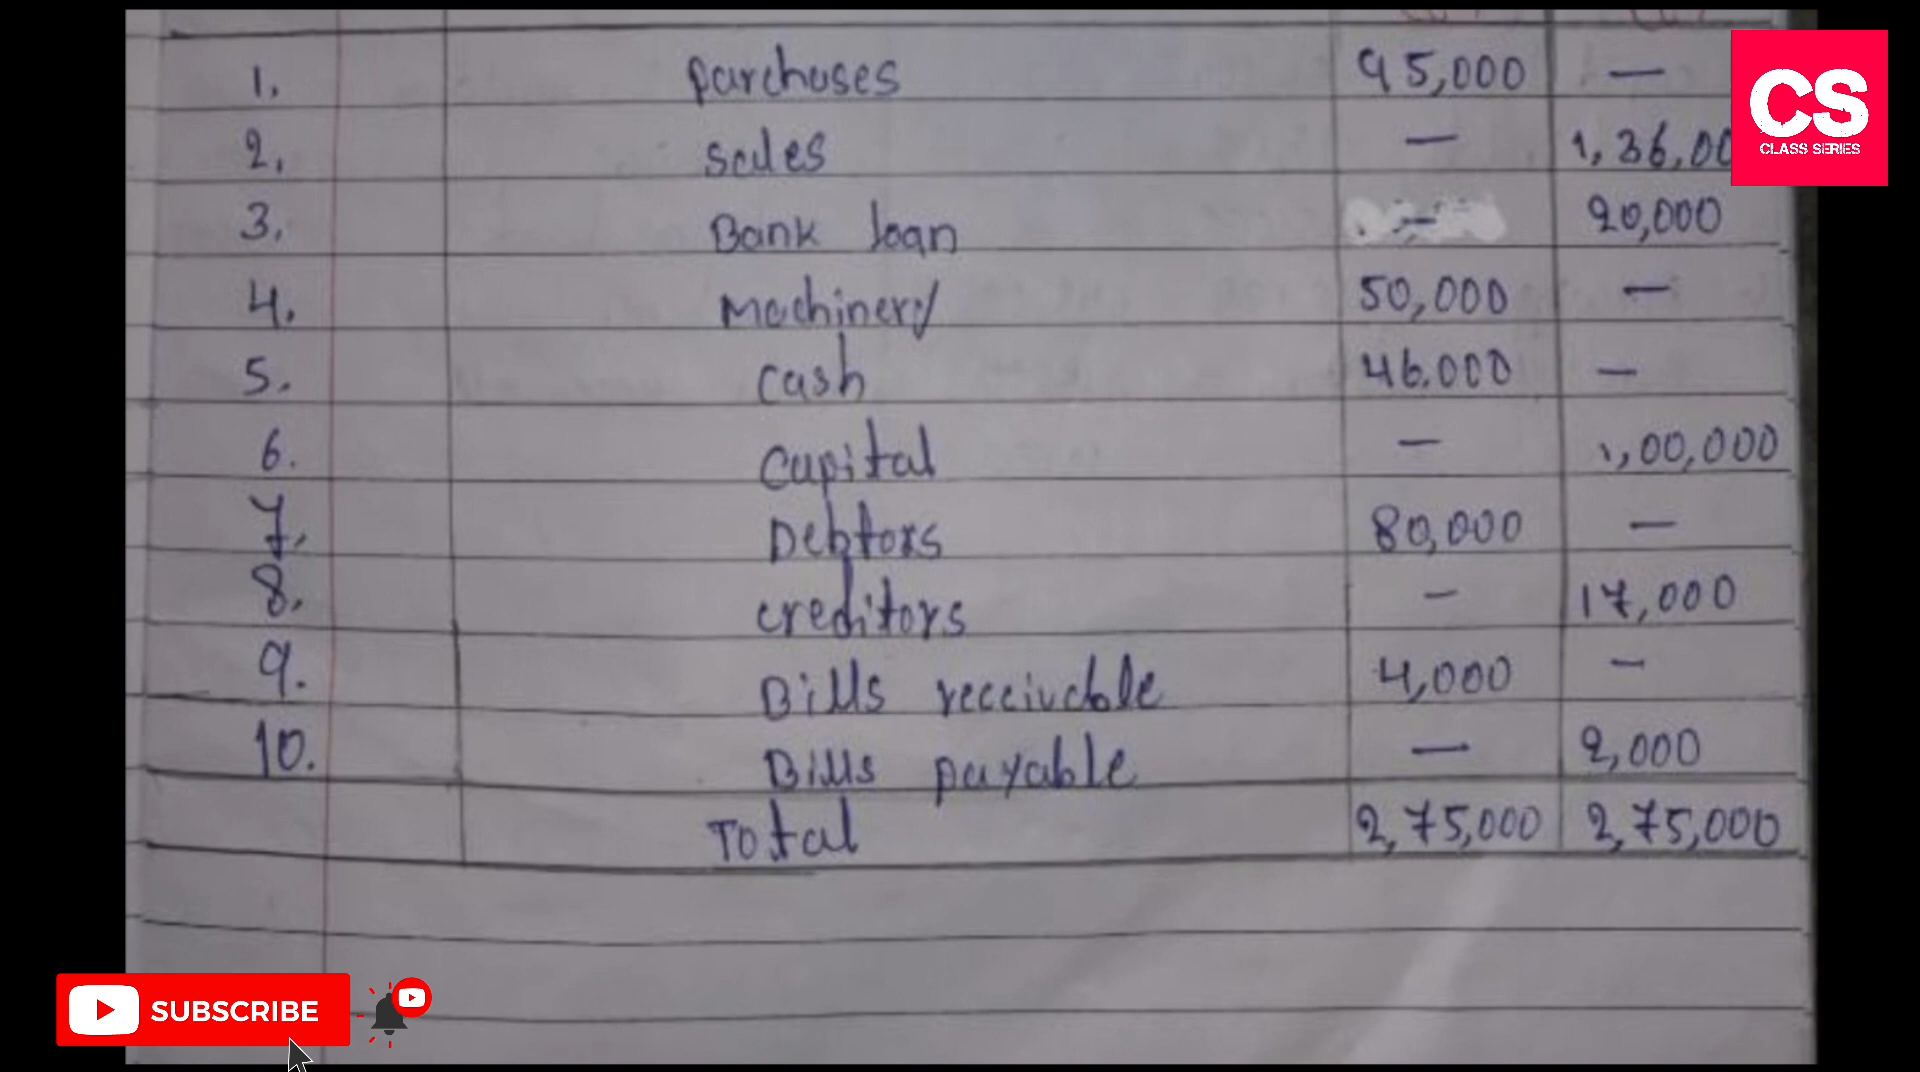 1. Purchases 95,000 —
2. Sales — 1,36,00
3. Bank loan — 20,000
4. Machinery 50,000 —
5. Cash 46.000 —
6. Capital — 1,00,000
7. Debtors 80,000 —
8. creditors — 17,000
9. Bills receivable 4,000 —
10. Bills payable — 2,000
Total 2,75,000 2,75,000
CS
CLASS SERIES
SUBSCRIBE